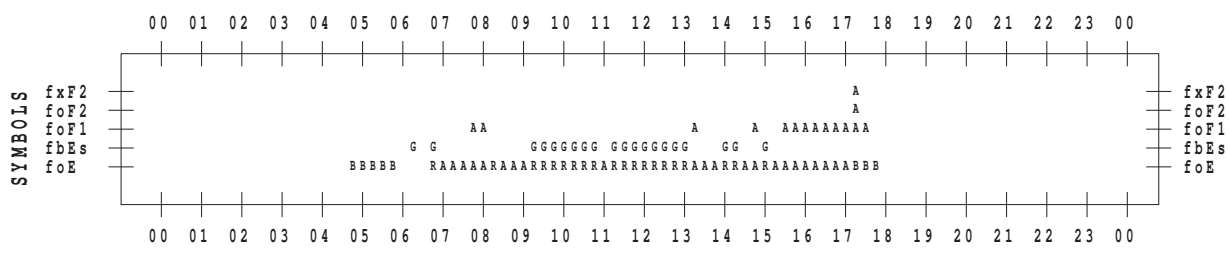 00 01 02 03 04 05 06 07 08 09 10 11 12 13 14 15 16 17 18 19 20 21 22 23 00
SYMBOLS
fxF2 A fxF2
foF2 A foF2
foF1 AA A A AAAAAAAAA foF1
fbEs G G GGGGGGG GGGGGGGG GG G fbEs
foE BBBBB RAAAAARAAARRRRRRRARRRRRRRRAAARRAARAAAAAAAABBB foE
00 01 02 03 04 05 06 07 08 09 10 11 12 13 14 15 16 17 18 19 20 21 22 23 00